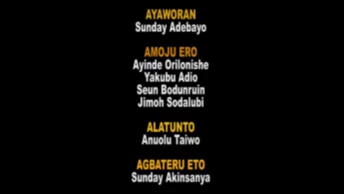 AYAWORAN
Sunday Adebayo
AMOJU ERO
Ayinde Orilonishe
Yakubu Adio
Seun Bodunruin
Jimoh Sodalubi
ALATUNTO
Anuolu Taiwo
AGBATERU ETO
Sunday Akinsanya